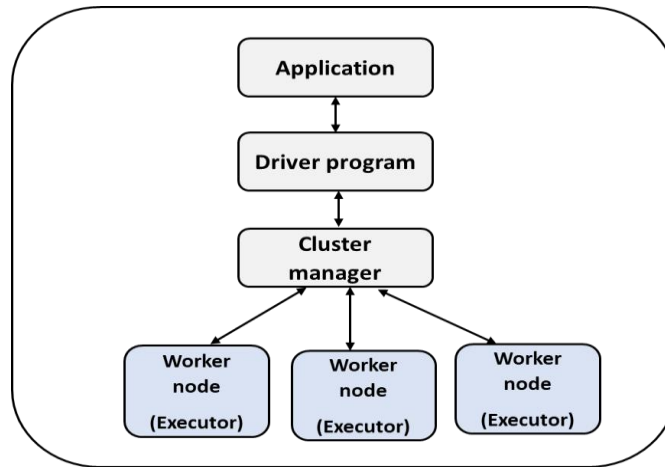 Application
Driver program
Cluster
manager
Worker
node
(Executor)
Worker
node
(Executor)
Worker
node
(Executor)